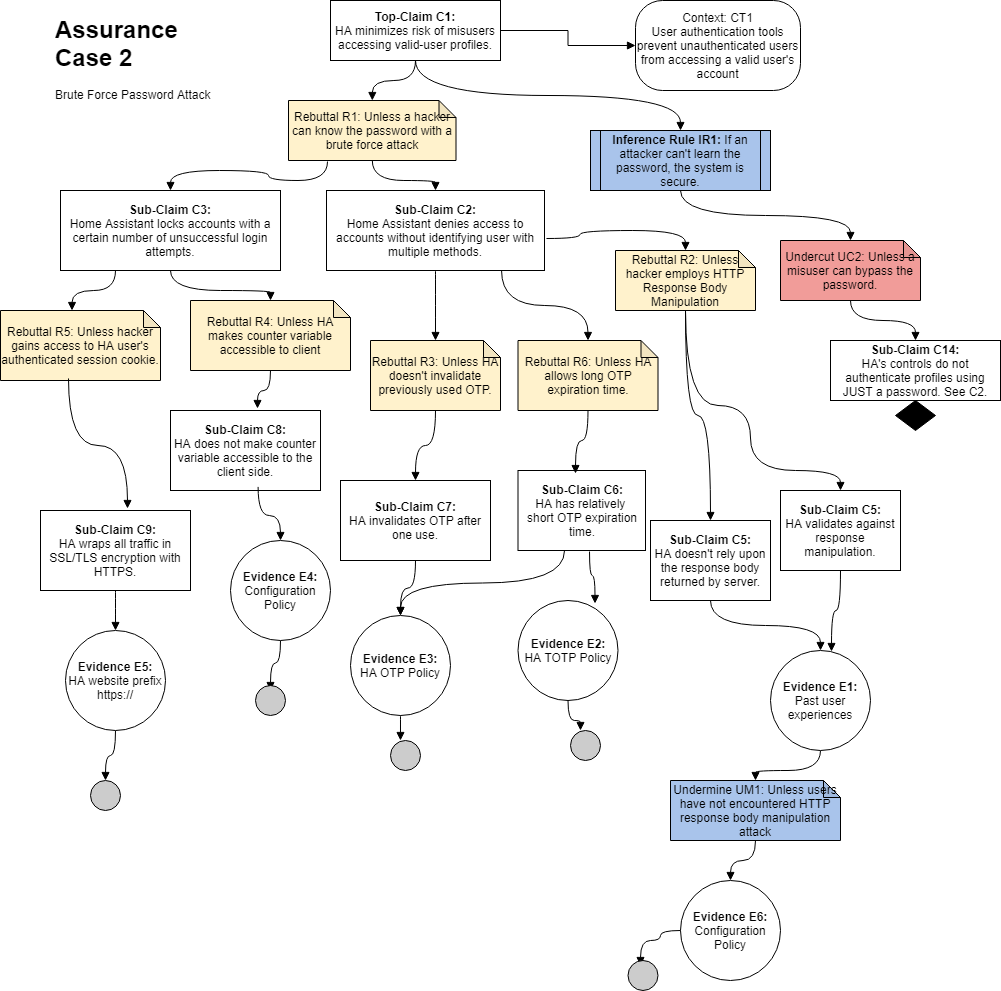 Assurance
Case 2
Brute Force Password Attack
Top-Claim C1:
HA minimizes risk of misusers
accessing valid-user profiles.
Context: CT1
User authentication tools
prevent unauthenticated users
from accessing a valid user's
account
Rebuttal R1: Unless a hacker
can know the password with a
brute force attack
Inference Rule IR1: If an
attacker can't learn the
password, the system is
secure.
Sub-Claim C3:
Home Assistant locks accounts with a
certain number of unsuccessful login
attempts.
Sub-Claim C2:
Home Assistant denies access to
accounts without identifying user with
multiple methods.
Rebuttal R2: Unless
hacker employs HTTP
Response Body
Manipulation
Undercut UC2: Unless a
misuser can bypass the
password.
Rebuttal R5: Unless hacker
gains access to HA user's
authenticated session cookie.
Rebuttal R4: Unless HA
makes counter variable
accessible to client
Rebuttal R3: Unless HA
doesn't invalidate
previously used OTP.
Rebuttal R6: Unless HA
allows long OTP
expiration time.
Sub-Claim C14:
HA's controls do not
authenticate profiles using
JUST a password. See C2.
Sub-Claim C8:
HA does not make counter
variable accessible to the
client side.
Sub-Claim C7:
HA invalidates OTP after
one use.
Sub-Claim C6:
HA has relatively
short OTP expiration
time.
Sub-Claim C5:
HA doesn't rely upon
the response body
returned by server.
Sub-Claim C5:
HA validates against
response
manipulation.
Sub-Claim C9:
HA wraps all traffic in
SSL/TLS encryption with
HTTPS.
Evidence E4:
Configuration
Policy
Evidence E5:
HA website prefix
https://
Evidence E3:
HA OTP Policy
Evidence E2:
HA TOTP Policy
Evidence E1:
Past user
experiences
Undermine UM1: Unless users
have not encountered HTTP
response body manipulation
attack
Evidence E6:
Configuration
Policy